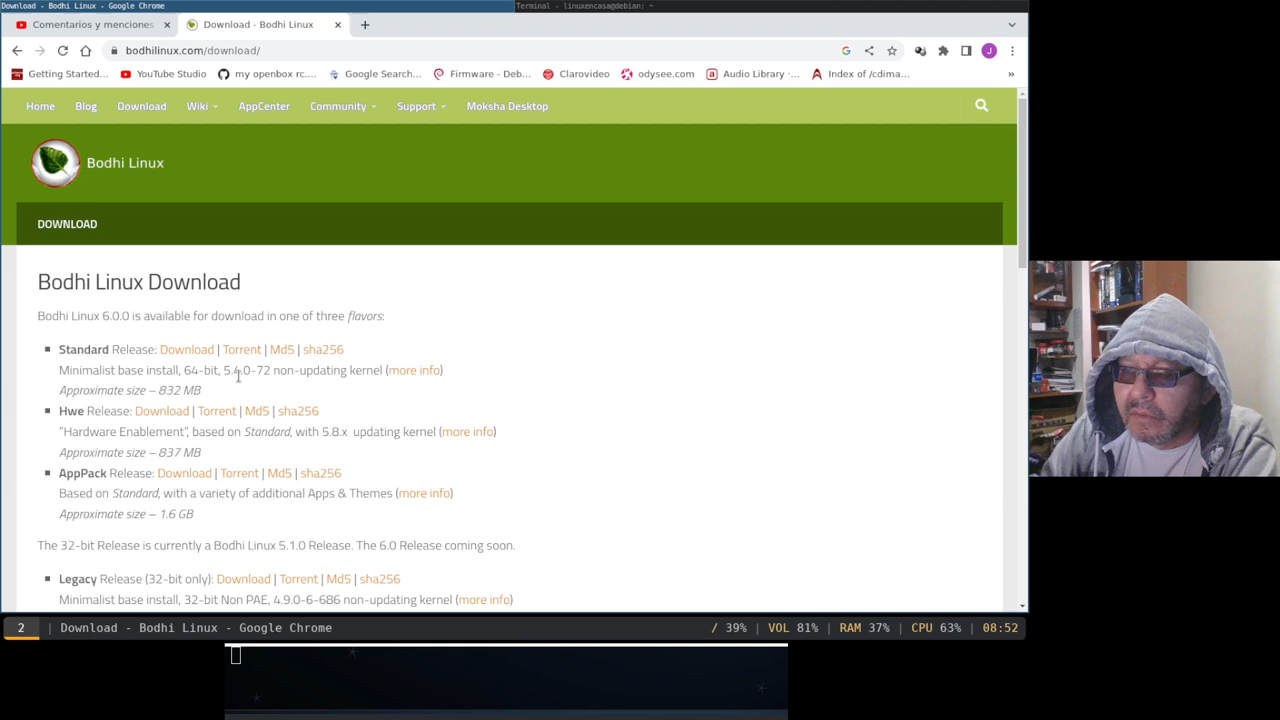 Download - Bodhi Linux - Google Chrome
Terminal - linuxencasa@debian: ~
Comentarios y menciones
Download - Bodhi Linux
bodhilinux.com/download/
Getting Started...
YouTube Studio
my openbox rc....
Google Search...
Firmware - Deb...
Clarovideo
odysee.com
Audio Library -...
Index of /cdima...
»
J
Home
Blog
Download
Wiki
AppCenter
Community
Support
Moksha Desktop
Bodhi Linux
DOWNLOAD
Bodhi Linux Download
Bodhi Linux 6.0.0 is available for download in one of three flavors:
Standard Release: Download | Torrent | Md5 | sha256
Minimalist base install, 64-bit, 5.4.0-72 non-updating kernel (more info)
Approximate size – 832 MB
Hwe Release: Download | Torrent | Md5 | sha256
“Hardware Enablement”, based on Standard, with 5.8.x updating kernel (more info)
Approximate size – 837 MB
AppPack Release: Download | Torrent | Md5 | sha256
Based on Standard, with a variety of additional Apps & Themes (more info)
Approximate size – 1.6 GB
The 32-bit Release is currently a Bodhi Linux 5.1.0 Release. The 6.0 Release coming soon.
Legacy Release (32-bit only): Download | Torrent | Md5 | sha256
Minimalist base install, 32-bit Non PAE, 4.9.0-6-686 non-updating kernel (more info)
2 | Download - Bodhi Linux - Google Chrome
/ 39% | VOL 81% | RAM 37% | CPU 63% | 08:52